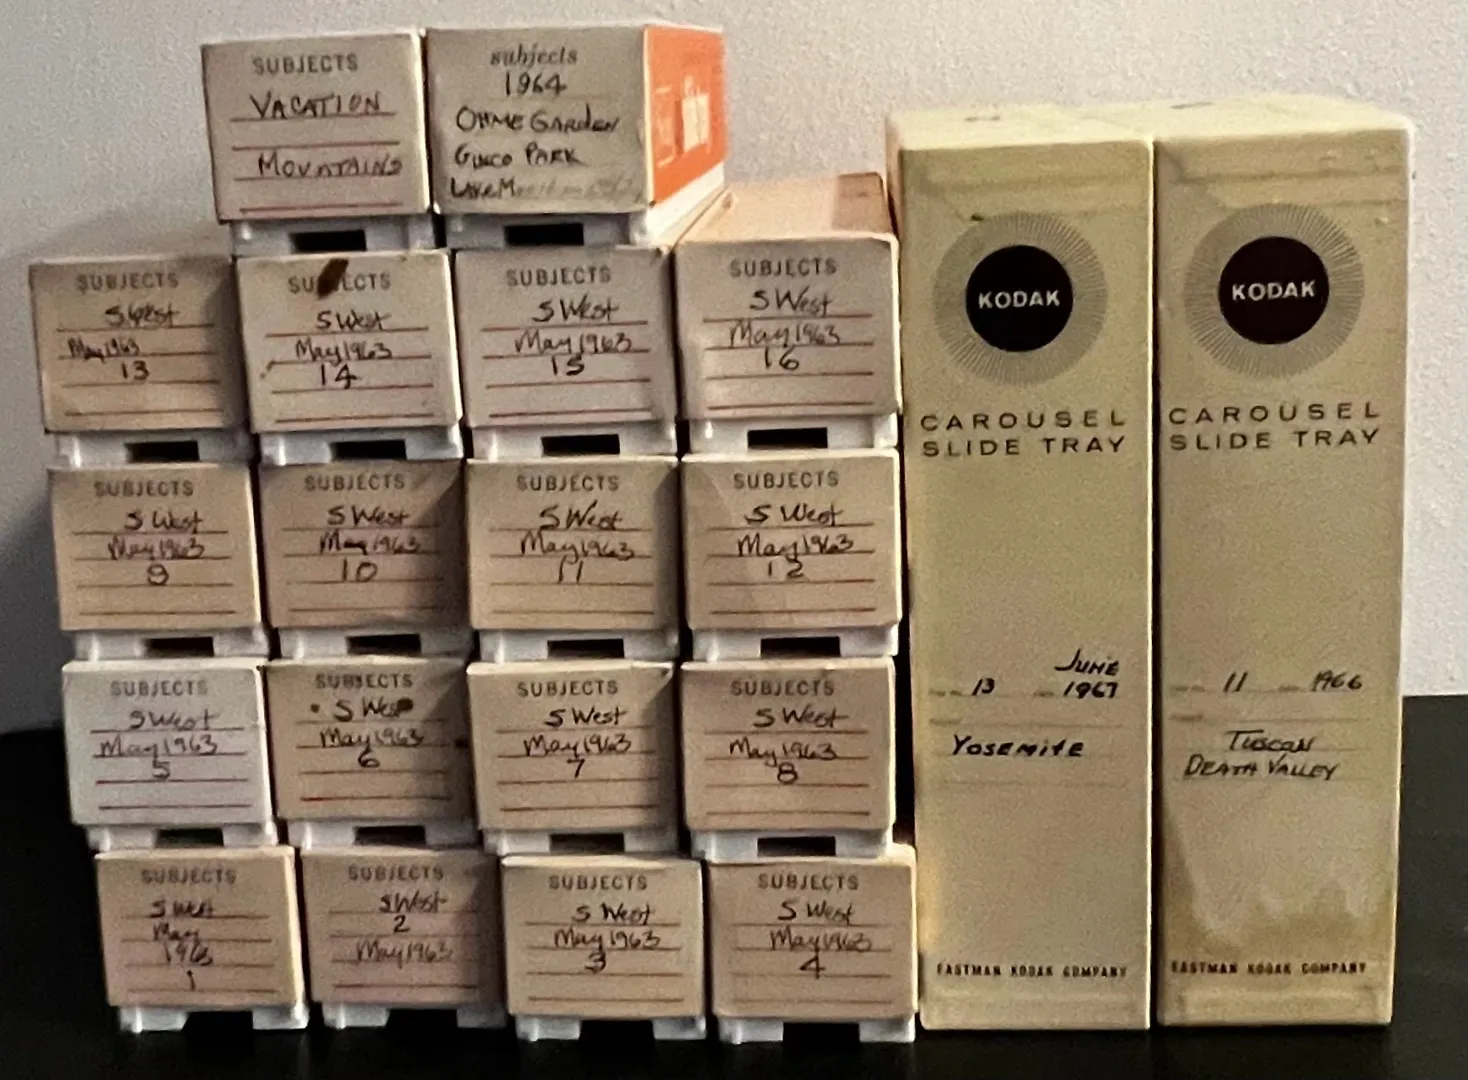 SUBJECTS
VACATION
MOUNTAINS
subjects
1964
OHME GARDEN
GINCO PARK
LAKE
SUBJECTS
S West
May 1963
13
SUBJECTS
S West
May 1963
14
SUBJECTS
S West
May 1963
15
SUBJECTS
S West
May 1963
16
SUBJECTS
S West
May 1963
9
SUBJECTS
S West
May 1963
10
SUBJECTS
S West
May 1963
11
SUBJECTS
S West
May 1963
12
SUBJECTS
S West
May 1963
5
SUBJECTS
S West
May 1963
6
SUBJECTS
S West
May 1963
7
SUBJECTS
S West
May 1963
8
SUBJECTS
S West
May
1963
1
SUBJECTS
S West
2
May 1963
SUBJECTS
S West
May 1963
3
SUBJECTS
S West
May 1963
4
KODAK
CAROUSEL
SLIDE TRAY
JUNE
13 1967
YOSEMITE
EASTMAN KODAK COMPANY
KODAK
CAROUSEL
SLIDE TRAY
11 1966
TUSCAN
DEATH VALLEY
EASTMAN KODAK COMPANY